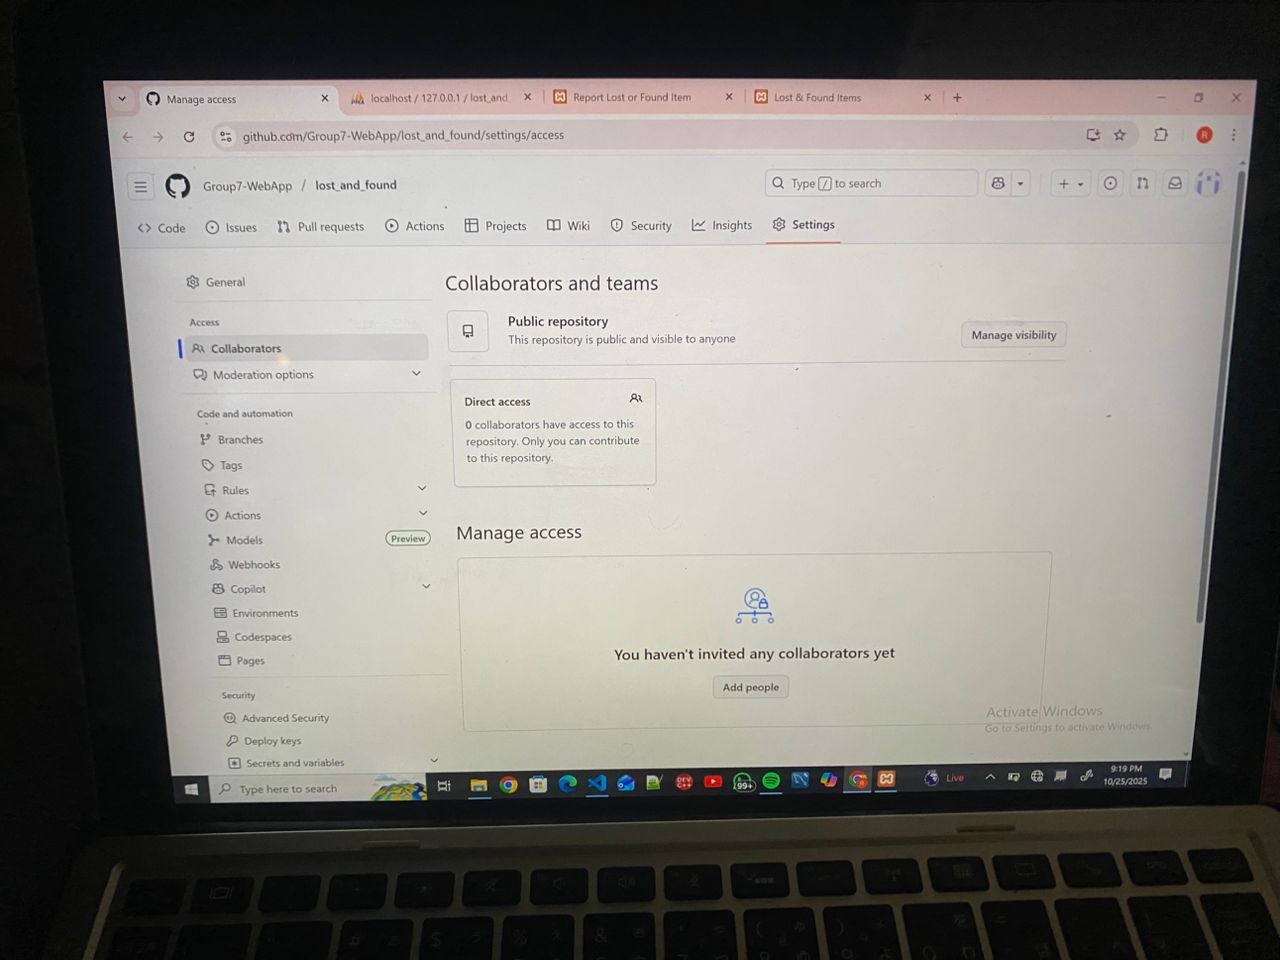 Manage access
localhost / 127.0.0.1 / lost_and_
Report Lost or Found Item
Lost & Found Items
github.com/Group7-WebApp/lost_and_found/settings/access
R
Group7-WebApp / lost_and_found
Type / to search
Code
Issues
Pull requests
Actions
Projects
Wiki
Security
Insights
Settings
General
Access
Collaborators
Moderation options
Code and automation
Branches
Tags
Rules
Actions
Models
Preview
Webhooks
Copilot
Environments
Codespaces
Pages
Security
Advanced Security
Deploy keys
Secrets and variables
Collaborators and teams
Public repository
This repository is public and visible to anyone
Manage visibility
Direct access
0 collaborators have access to this
repository. Only you can contribute
to this repository.
Manage access
You haven't invited any collaborators yet
Add people
Activate Windows
Go to Settings to activate Windows.
Type here to search
DEV
C++
99+
Live
9:19 PM
10/25/2025